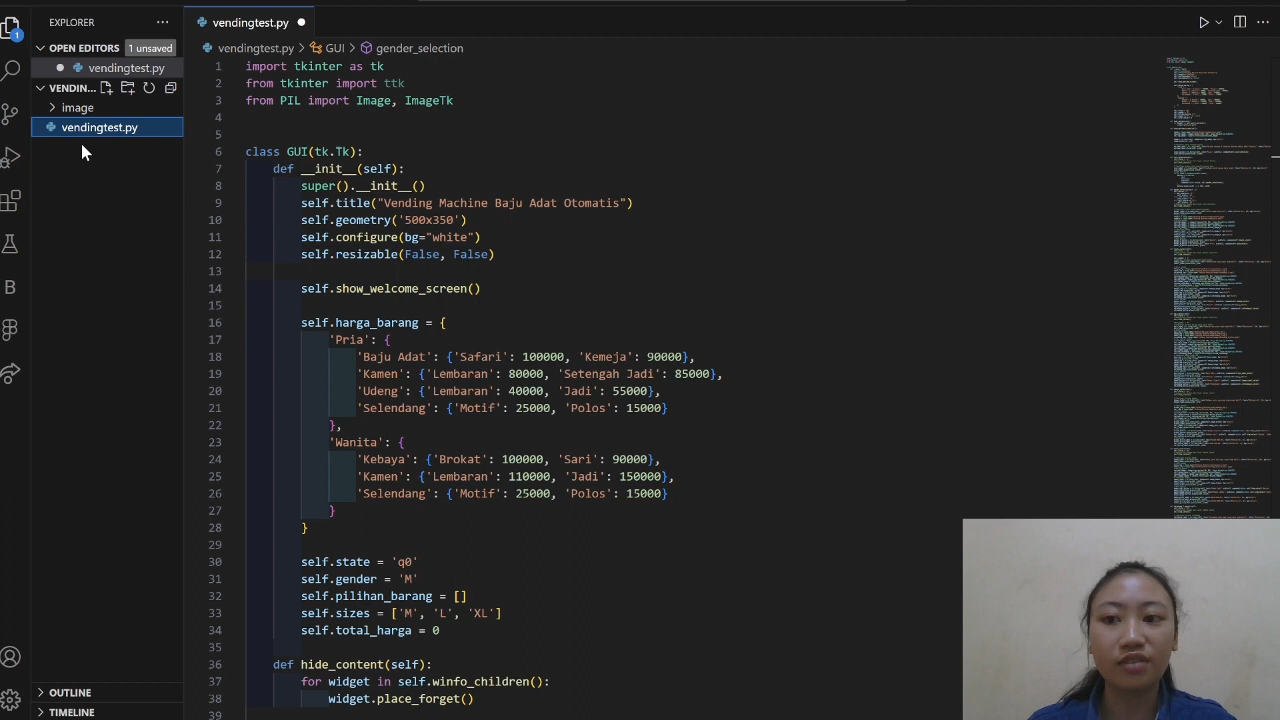 EXPLORER
OPEN EDITORS 1 unsaved
vendingtest.py
VENDIN...
image
vendingtest.py
OUTLINE
TIMELINE
1
B
vendingtest.py
vendingtest.py > GUI > gender_selection
1 import tkinter as tk
2 from tkinter import ttk
3 from PIL import Image, ImageTk
4
5
6 class GUI(tk.Tk):
7 def __init__(self):
8 super().__init__()
9 self.title("Vending Machine Baju Adat Otomatis")
10 self.geometry('500x350')
11 self.configure(bg="white")
12 self.resizable(False, False)
13
14 self.show_welcome_screen()
15
16 self.harga_barang = {
17 'Pria': {
18 'Baju Adat': {'Safari': 100000, 'Kemeja': 90000},
19 'Kamen': {'Lembaran': 000, 'Setengah Jadi': 85000},
20 'Udeng': {'Lembaran': 000, 'Jadi': 55000},
21 'Selendang': {'Motif': 25000, 'Polos': 15000}
22 },
23 'Wanita': {
24 'Kebaya': {'Brokat': 000, 'Sari': 90000},
25 'Kamen': {'Lembaran': 000, 'Jadi': 150000},
26 'Selendang': {'Motif': 25000, 'Polos': 15000}
27 }
28 }
29
30 self.state = 'q0'
31 self.gender = 'M'
32 self.pilihan_barang = []
33 self.sizes = ['M', 'L', 'XL']
34 self.total_harga = 0
35
36 def hide_content(self):
37 for widget in self.winfo_children():
38 widget.place_forget()
39